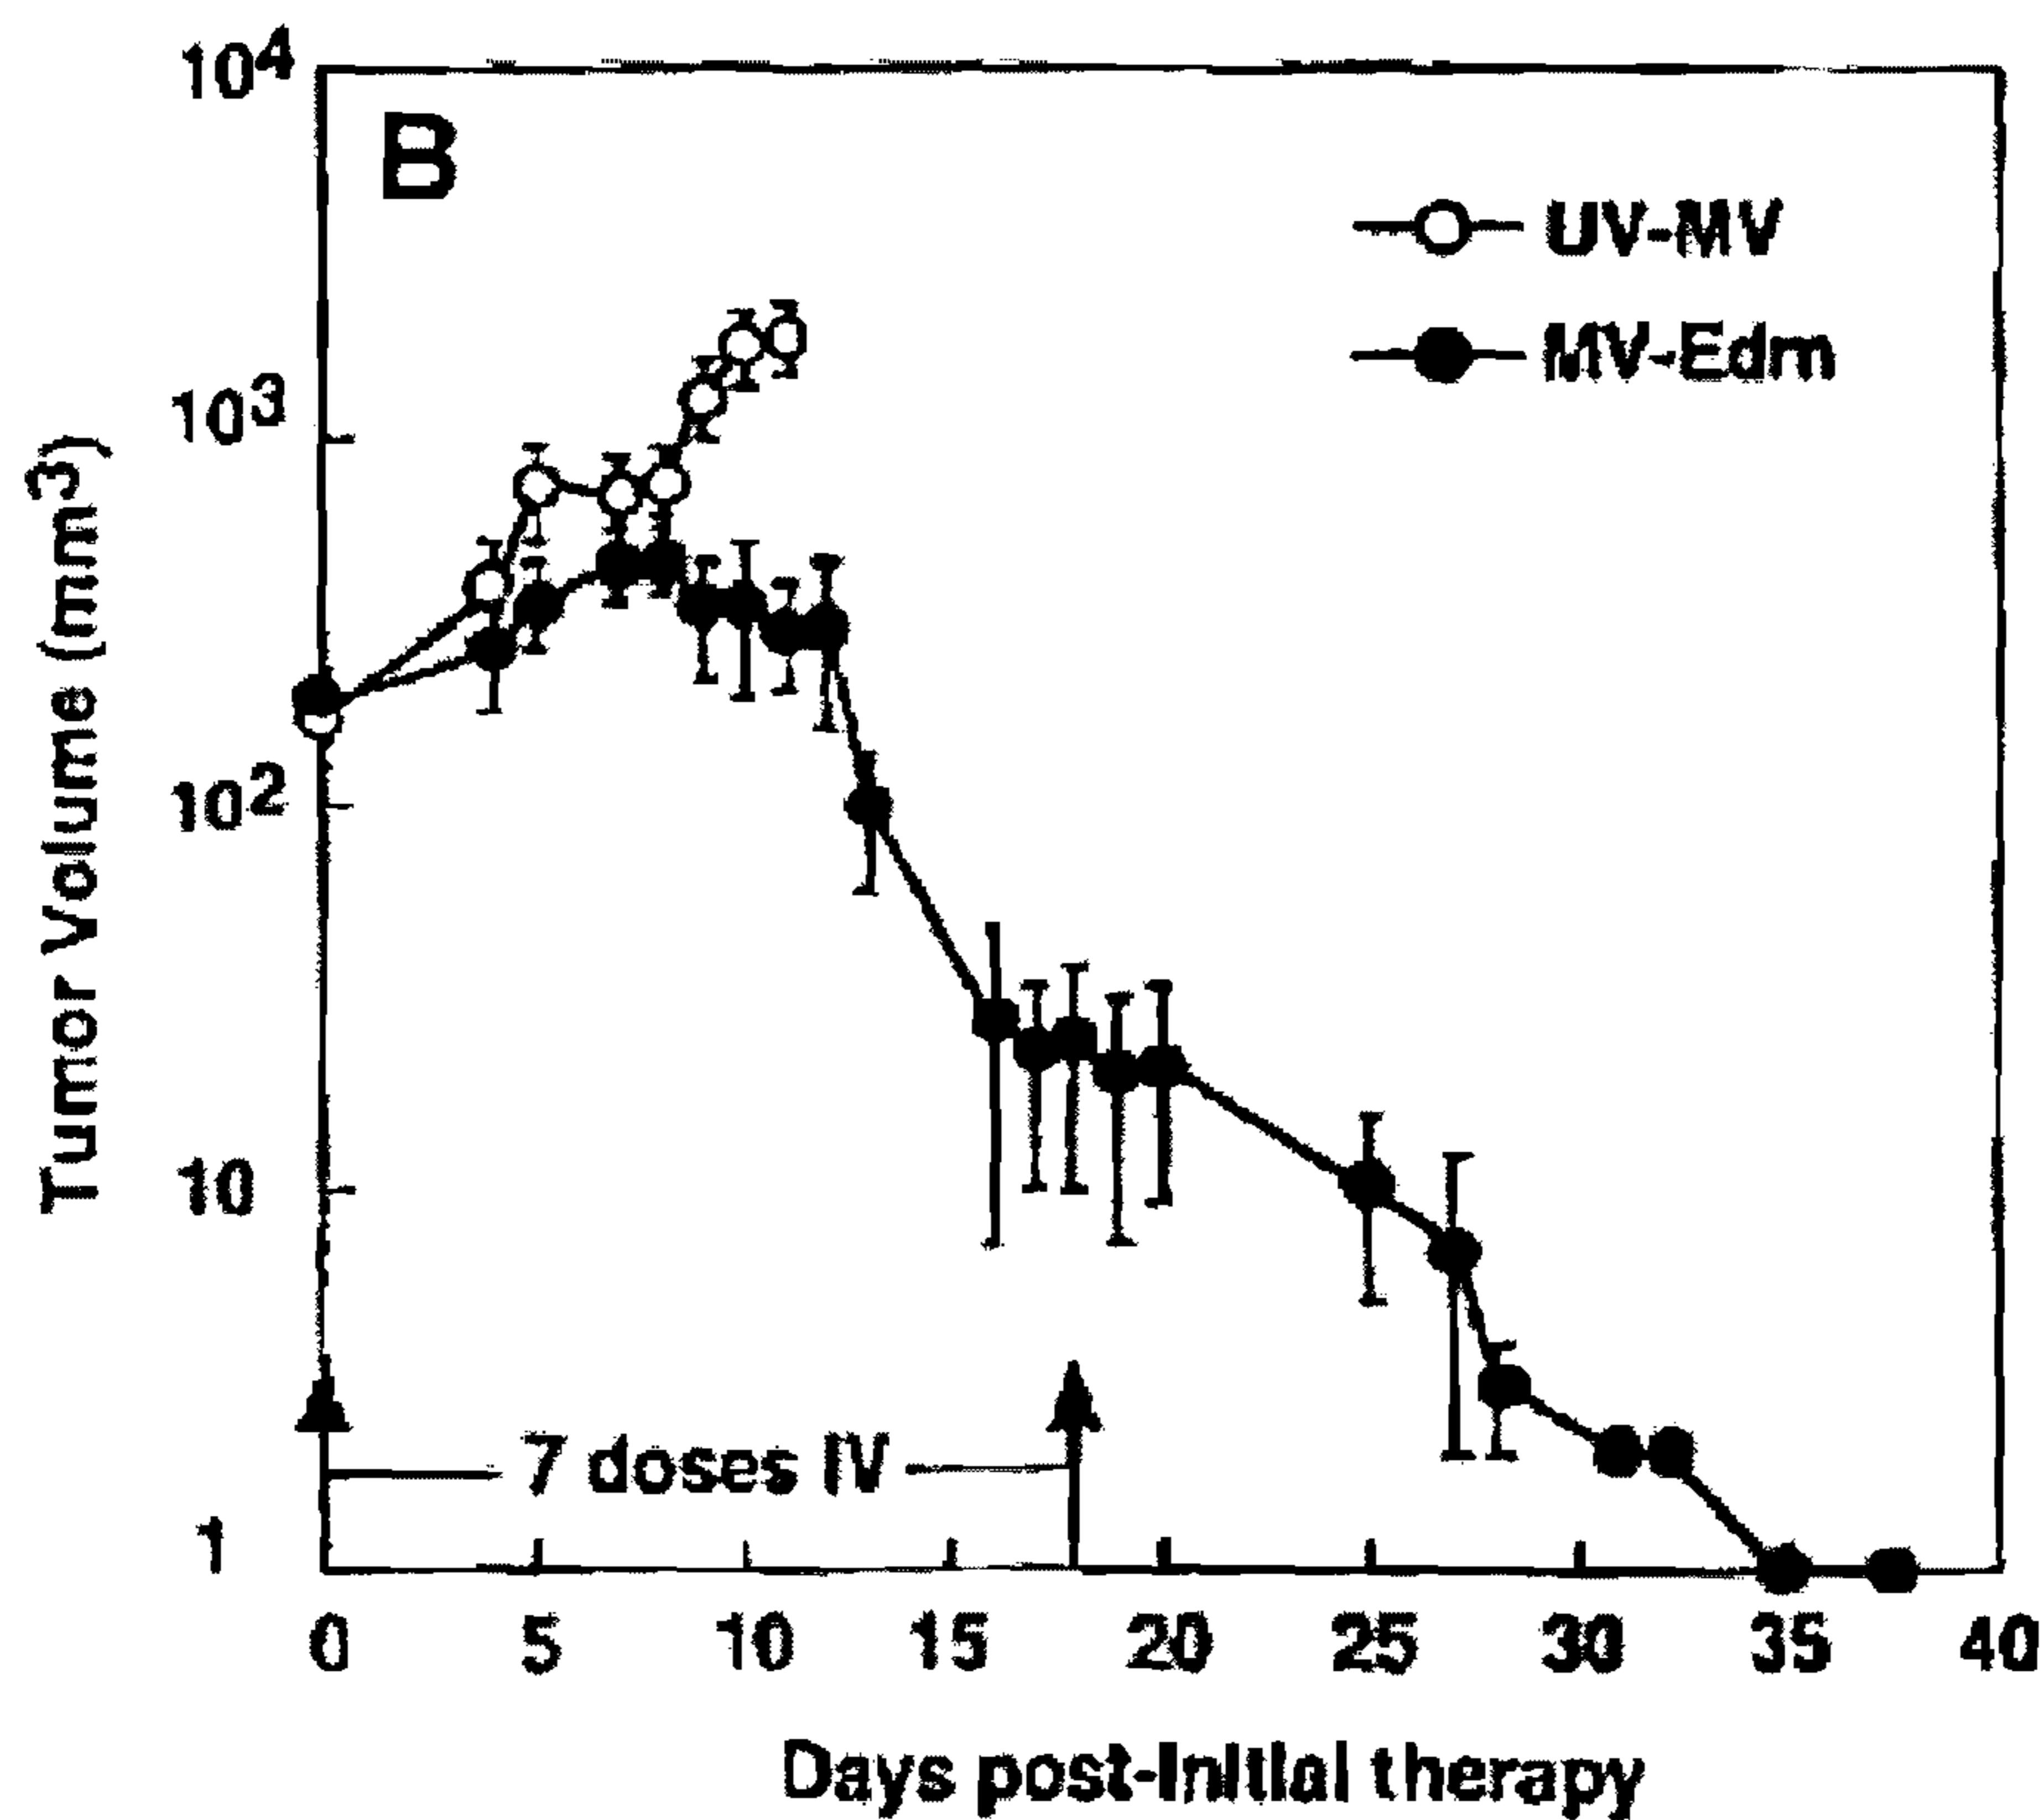 10⁴
B
UV-MV
MV-Edm
10³
10²
10
1
Tumor Volume (mm³)
7 doses IV
0 5 10 15 20 25 30 35 40
Days post-Initial therapy